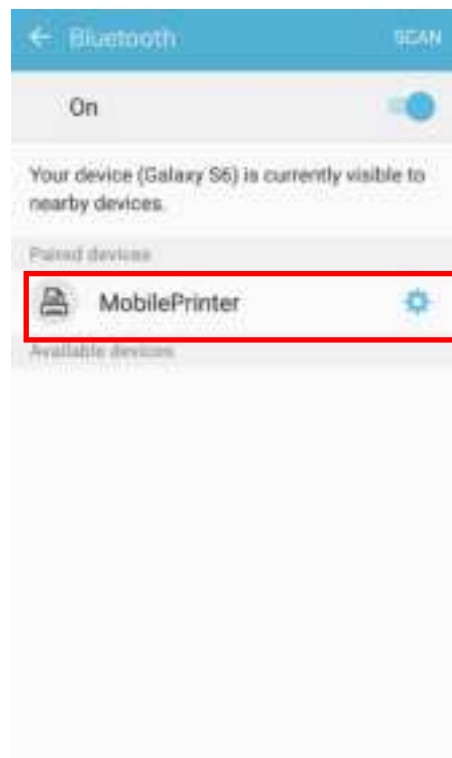 Bluetooth SCAN
On
Your device (Galaxy S6) is currently visible to
nearby devices.
Paired devices
MobilePrinter
Available devices